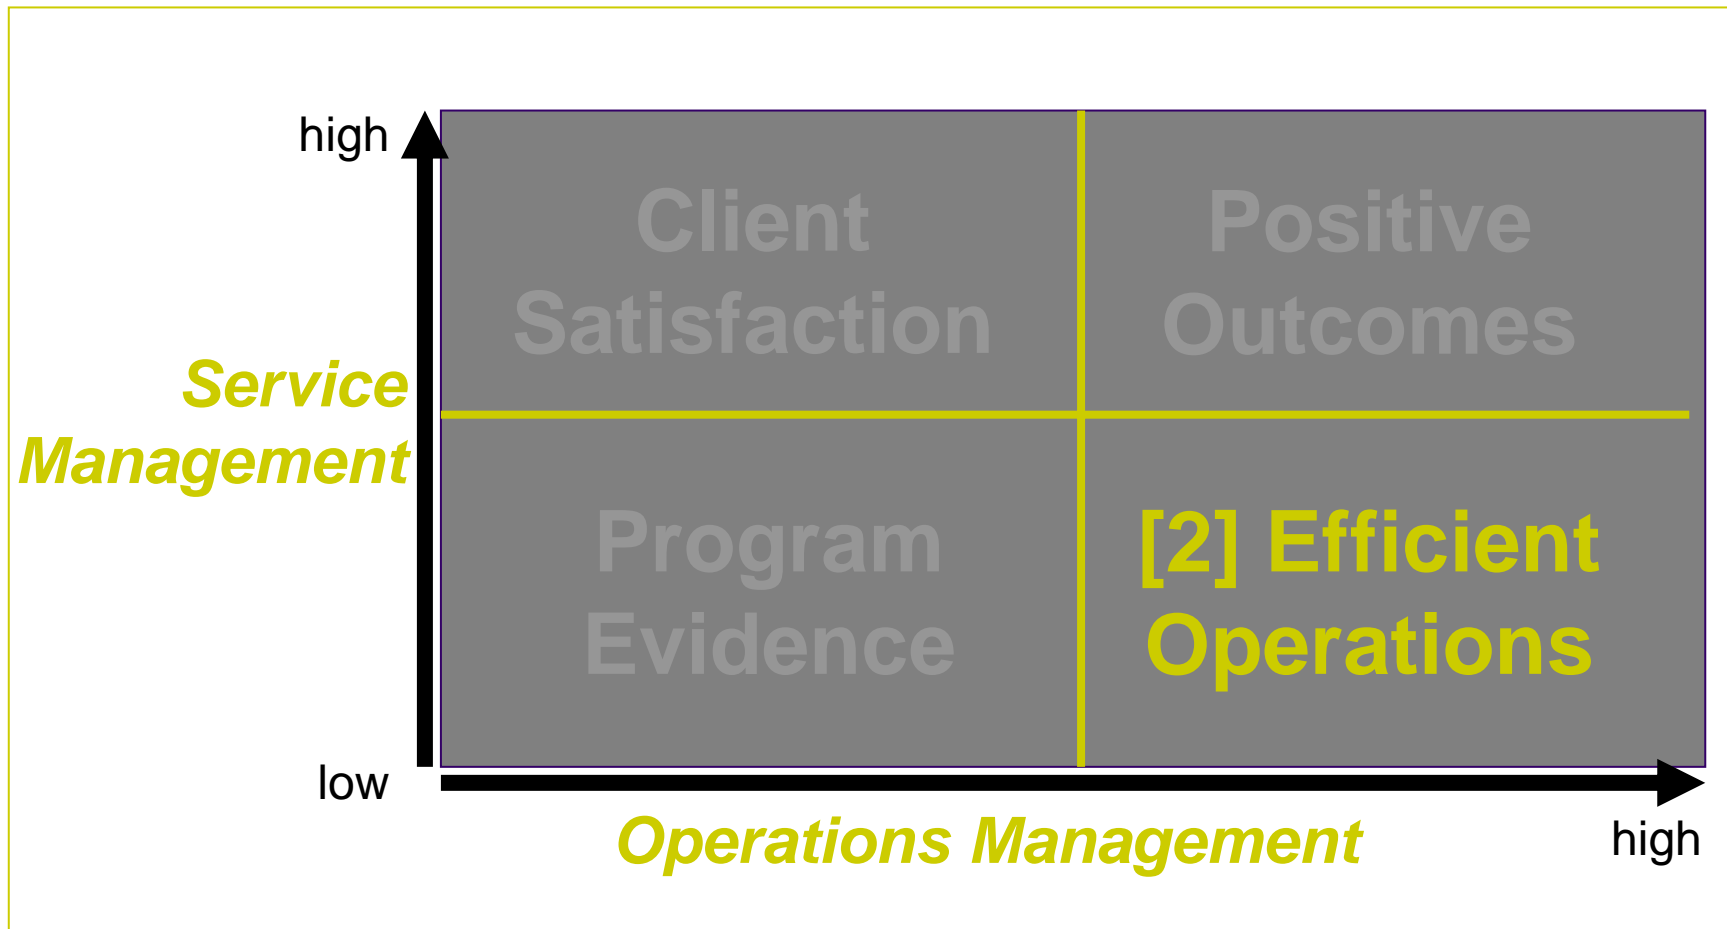 high
Client
Satisfaction
Positive
Outcomes
Service
Management
Program
Evidence
[2] Efficient
Operations
low
Operations Management
high